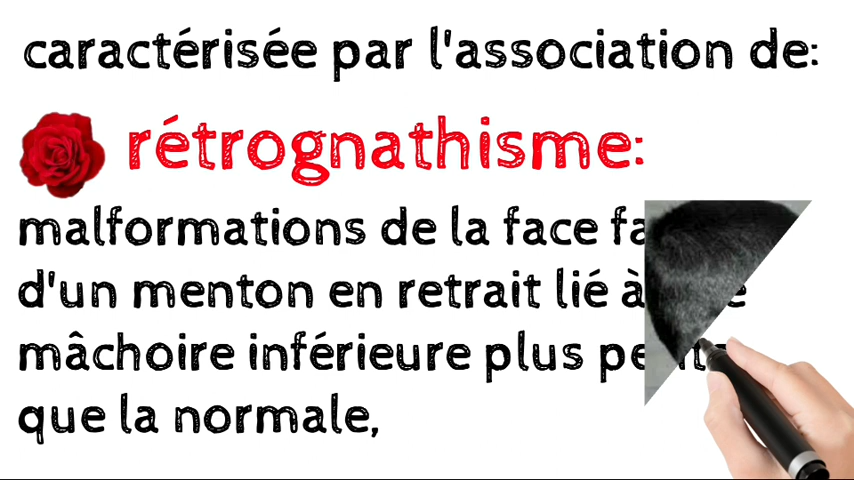 caractérisée par l'association de:
rétrognathisme:
malformations de la face
d'un menton en retrait lié à
mâchoire inférieure plus
que la normale,